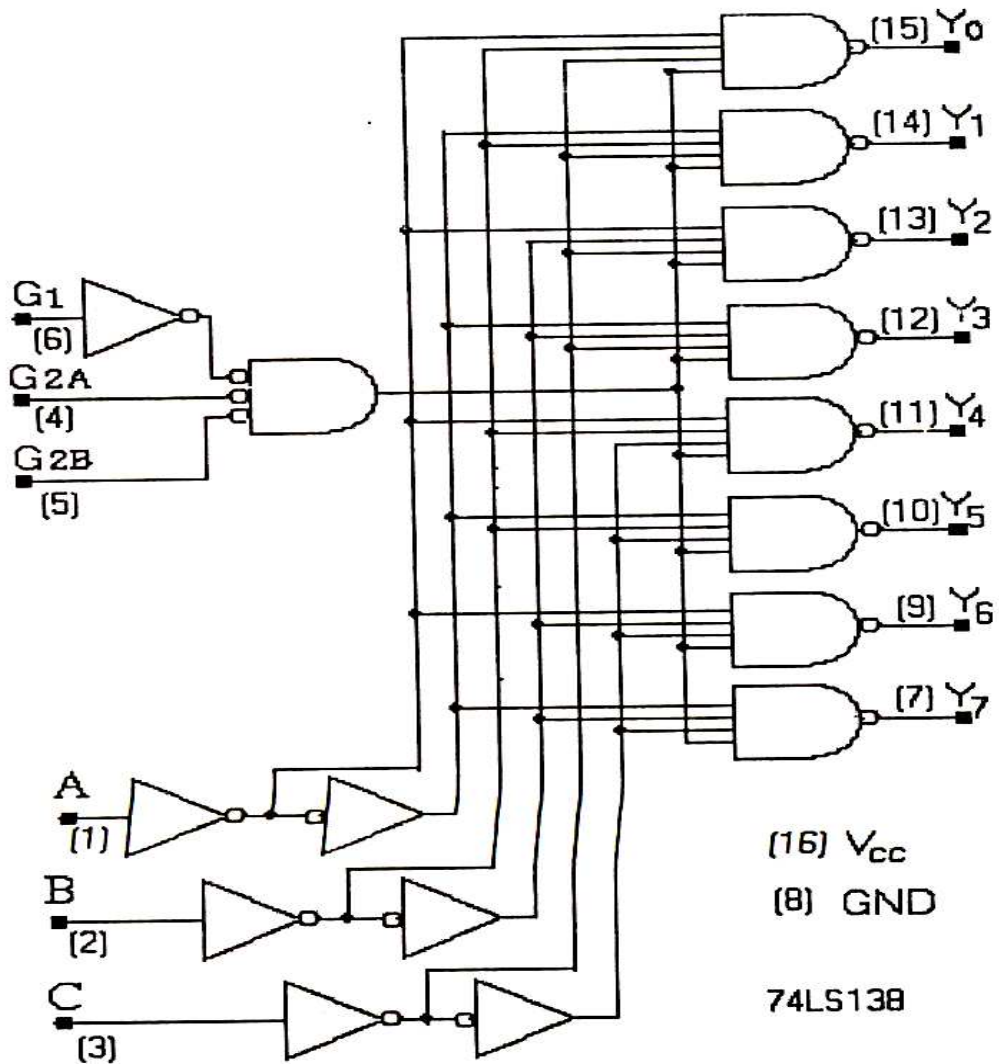 (15) Y0
(14) Y1
(13) Y2
G1
(6)
(12) Y3
G2A
(4)
(11) Y4
G2B
(5)
(10) Y5
(9) Y6
(7) Y7
A
(1)
(16) VCC
B
(2)
(8) GND
C
(3)
74LS138